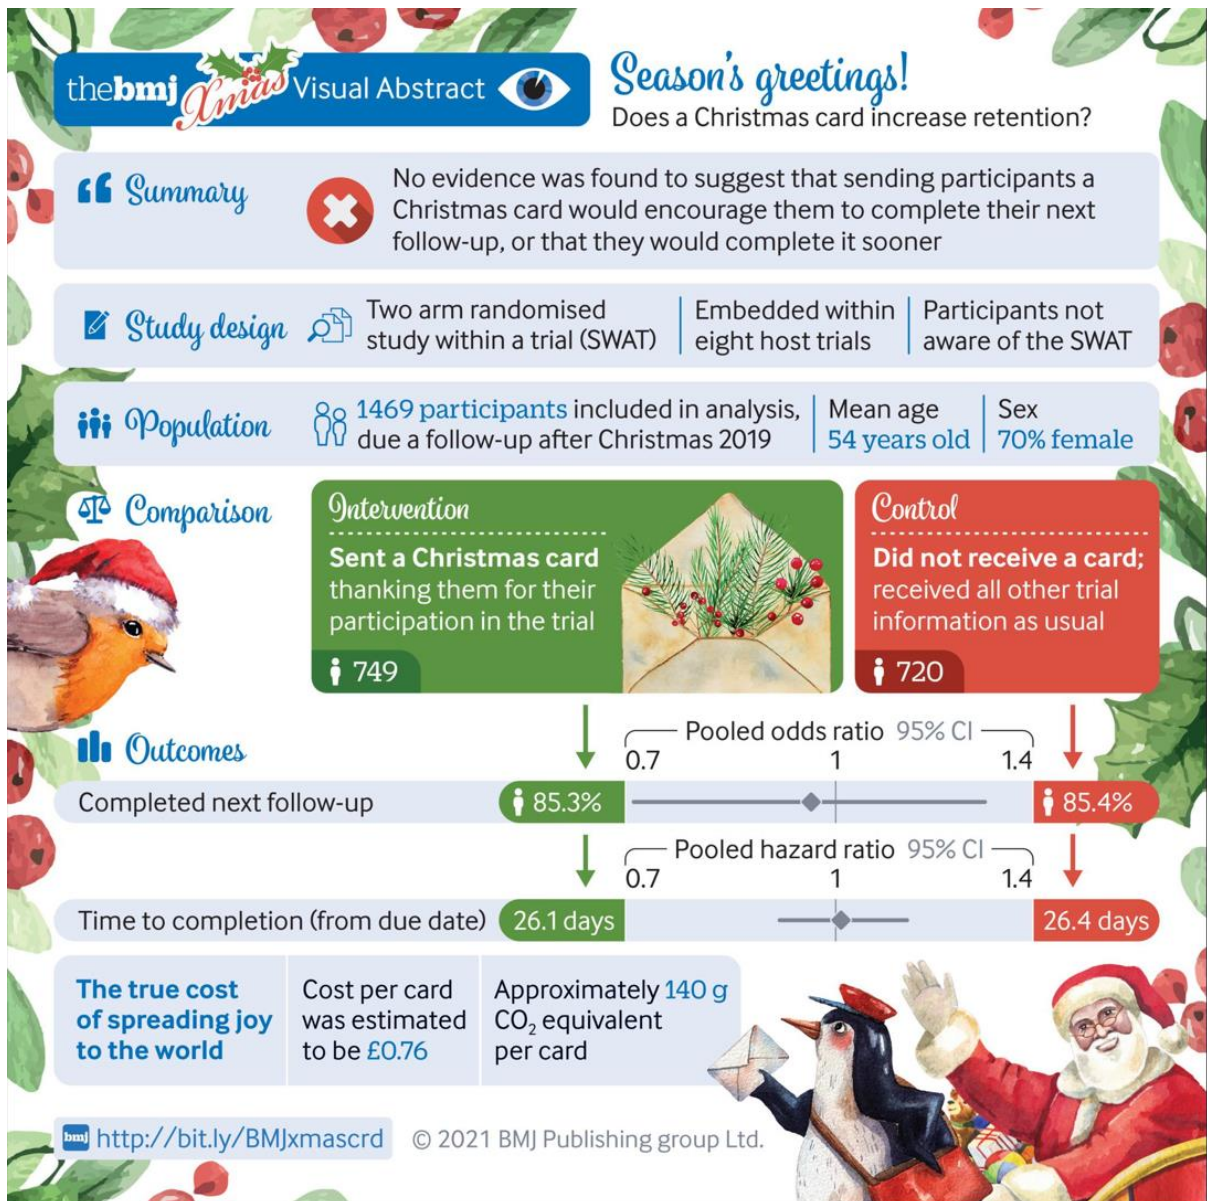 thebmj Xmas Visual Abstract
Season's greetings!
Does a Christmas card increase retention?
Summary
No evidence was found to suggest that sending participants a
Christmas card would encourage them to complete their next
follow-up, or that they would complete it sooner
Study design
Two arm randomised
study within a trial (SWAT)
Embedded within
eight host trials
Participants not
aware of the SWAT
Population
1469 participants included in analysis,
due a follow-up after Christmas 2019
Mean age
54 years old
Sex
70% female
Comparison
Intervention
Sent a Christmas card
thanking them for their
participation in the trial
749
Control
Did not receive a card;
received all other trial
information as usual
720
Outcomes
Pooled odds ratio 95% CI
0.7 1 1.4
Completed next follow-up 85.3% 85.4%
Pooled hazard ratio 95% CI
0.7 1 1.4
Time to completion (from due date) 26.1 days 26.4 days
The true cost
of spreading joy
to the world
Cost per card
was estimated
to be £0.76
Approximately 140 g
CO₂ equivalent
per card
bmj http://bit.ly/BMJxmascrd © 2021 BMJ Publishing group Ltd.